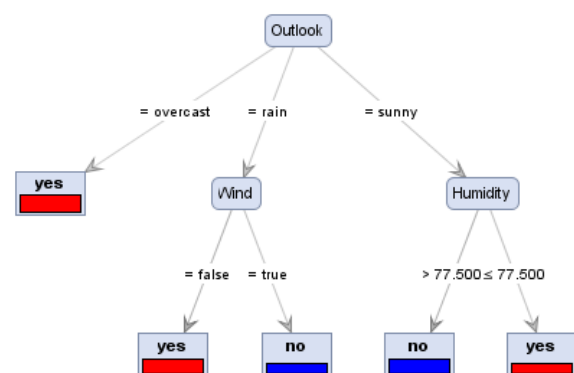 Outlook
= overcast
= rain
= sunny
yes
Wind
Humidity
= false
= true
> 77.500
≤ 77.500
yes
no
no
yes